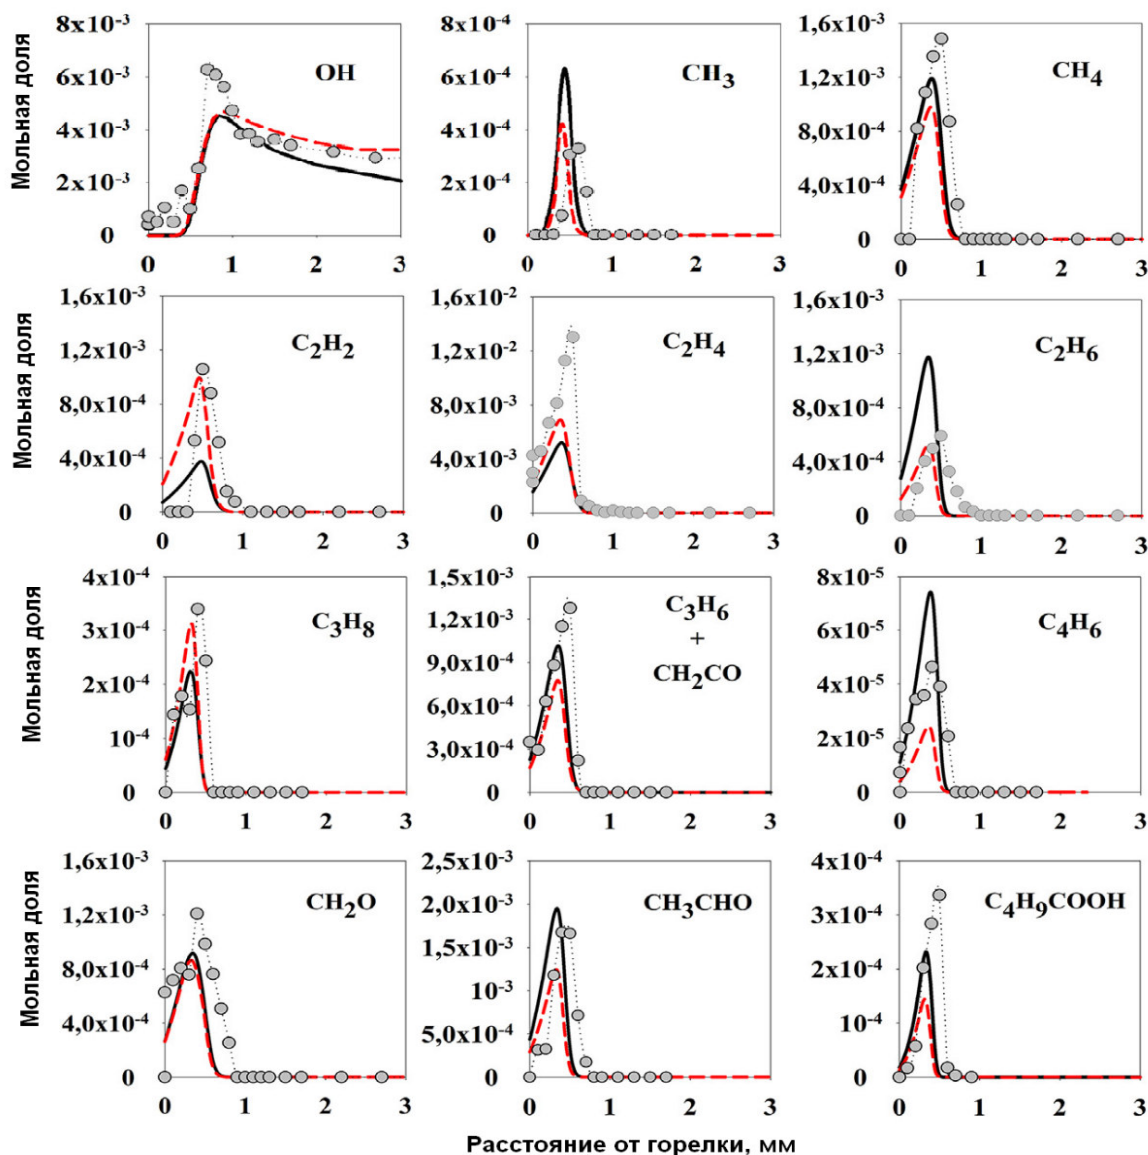 Мольная доля
8x10⁻³ 6x10⁻³ 4x10⁻³ 2x10⁻³ 0
0 1 2 3
OH
8x10⁻⁴ 6x10⁻⁴ 4x10⁻⁴ 2x10⁻⁴ 0
0 1 2 3
CH₃
1,6x10⁻³ 1,2x10⁻³ 8,0x10⁻⁴ 4,0x10⁻⁴ 0
0 1 2 3
CH₄
Мольная доля
1,6x10⁻³ 1,2x10⁻³ 8,0x10⁻⁴ 4,0x10⁻⁴ 0
0 1 2 3
C₂H₂
1,6x10⁻² 1,2x10⁻² 8,0x10⁻³ 4,0x10⁻³ 0
0 1 2 3
C₂H₄
1,6x10⁻³ 1,2x10⁻³ 8,0x10⁻⁴ 4,0x10⁻⁴ 0
0 1 2 3
C₂H₆
Мольная доля
4x10⁻⁴ 3x10⁻⁴ 2x10⁻⁴ 10⁻⁴ 0
0 1 2 3
C₃H₈
1,5x10⁻³ 1,2x10⁻³ 9,0x10⁻⁴ 6,0x10⁻⁴ 3,0x10⁻⁴ 0
0 1 2 3
C₃H₆
+
CH₂CO
8x10⁻⁵ 6x10⁻⁵ 4x10⁻⁵ 2x10⁻⁵ 0
0 1 2 3
C₄H₆
Мольная доля
1,6x10⁻³ 1,2x10⁻³ 8,0x10⁻⁴ 4,0x10⁻⁴ 0
0 1 2 3
CH₂O
2,5x10⁻³ 2,0x10⁻³ 1,5x10⁻³ 10⁻³ 5,0x10⁻⁴ 0
0 1 2 3
CH₃CHO
4x10⁻⁴ 3x10⁻⁴ 2x10⁻⁴ 10⁻⁴ 0
0 1 2 3
C₄H₉COOH
Расстояние от горелки, мм